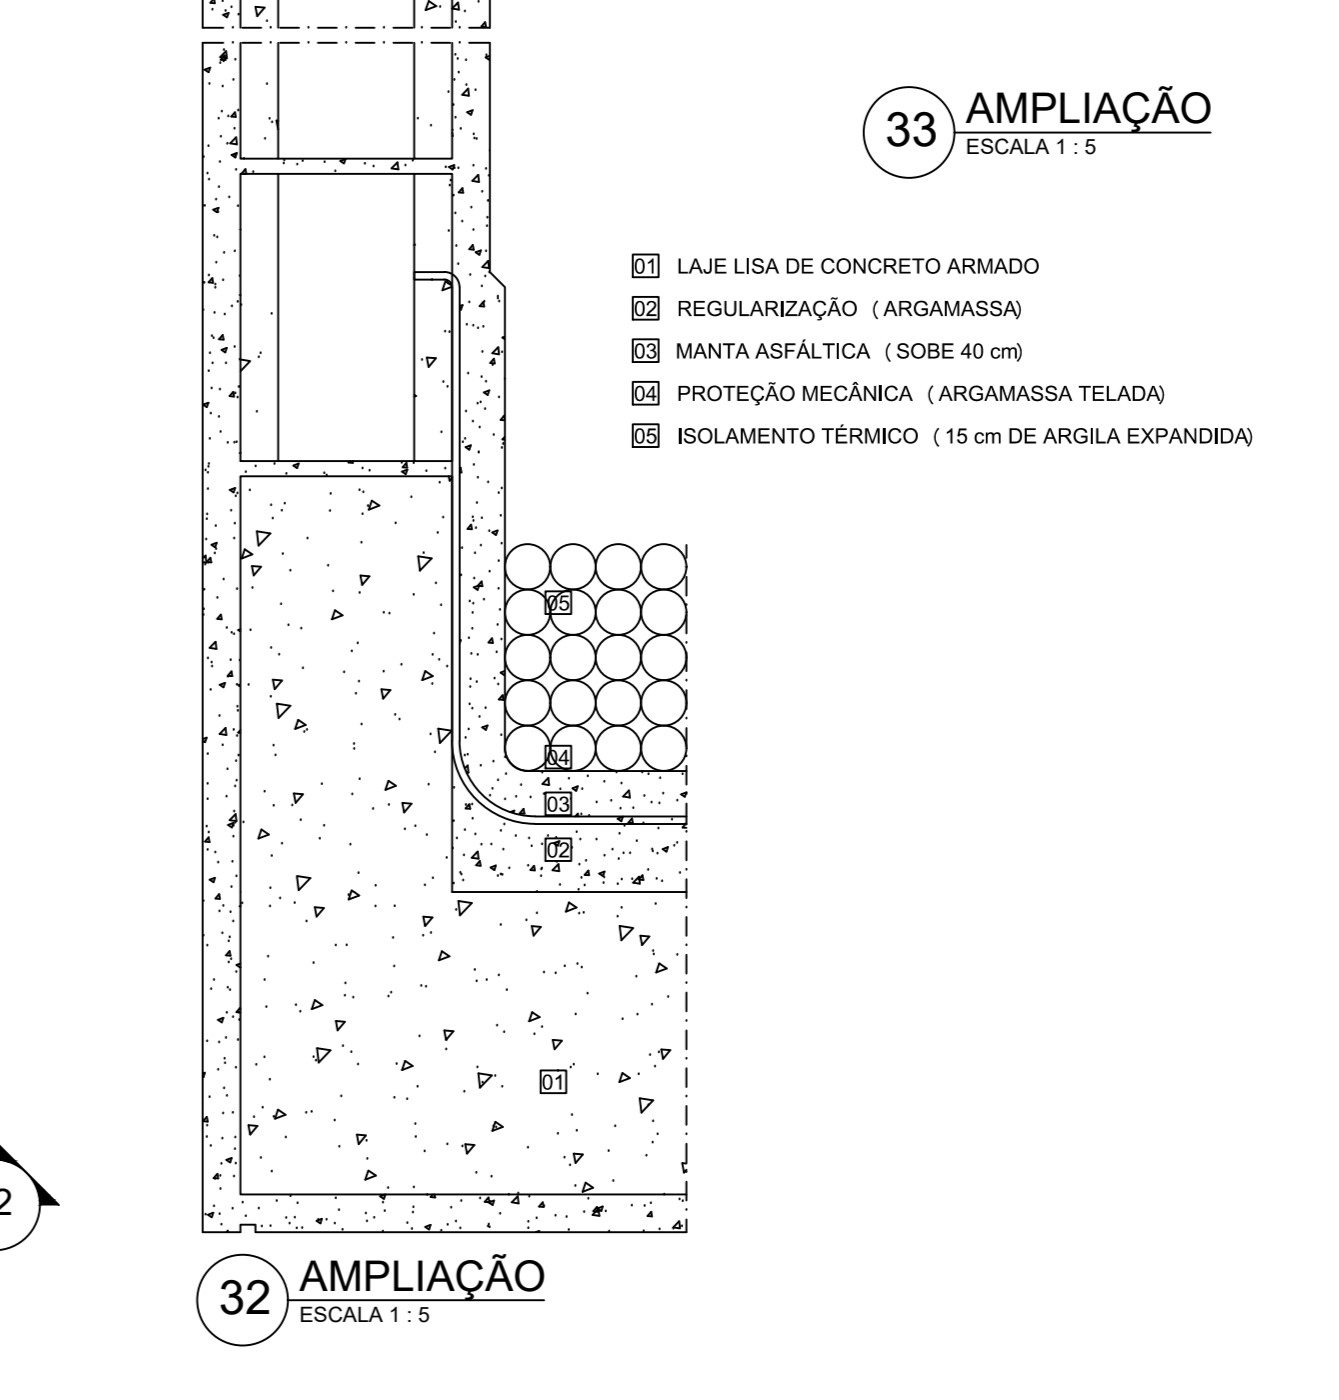 33 AMPLIAÇÃO
ESCALA 1 : 5
01 LAJE LISA DE CONCRETO ARMADO
02 REGULARIZAÇÃO ( ARGAMASSA)
03 MANTA ASFÁLTICA ( SOBE 40 cm)
04 PROTEÇÃO MECÂNICA ( ARGAMASSA TELADA)
05 ISOLAMENTO TÉRMICO ( 15 cm DE ARGILA EXPANDIDA)
05
04
03
02
01
32 AMPLIAÇÃO
ESCALA 1 : 5